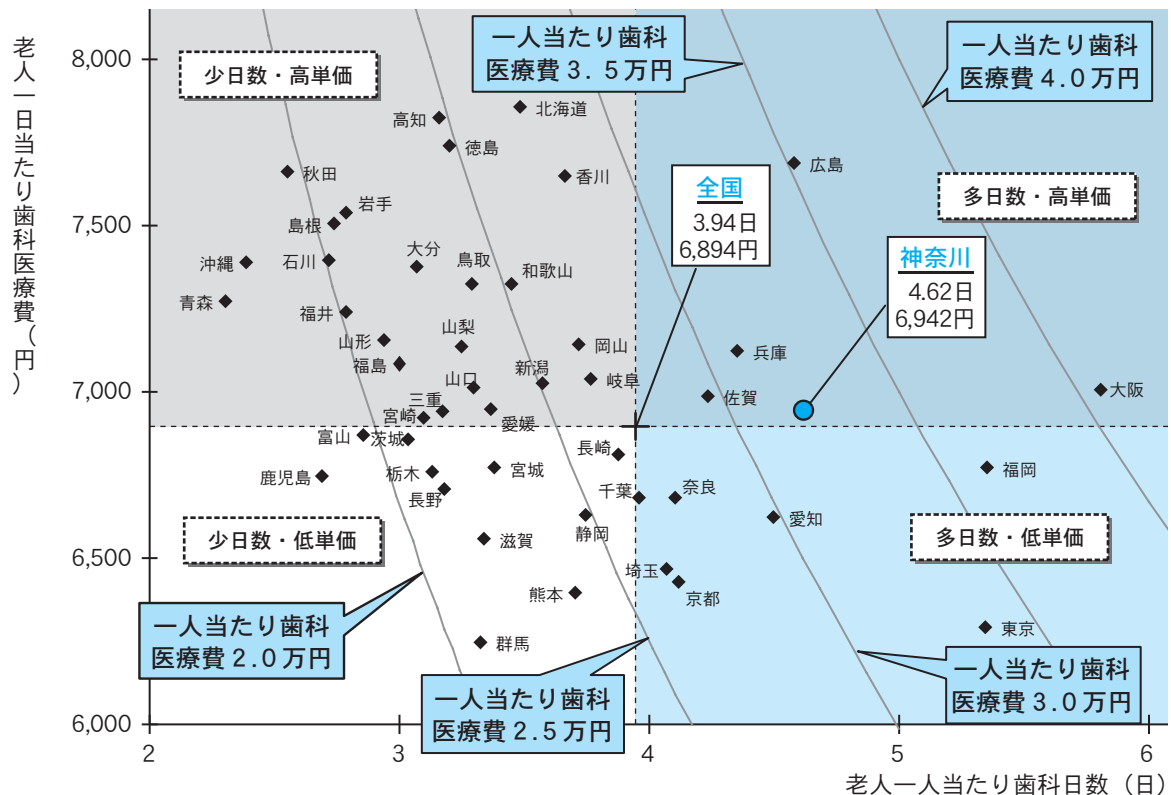 老人一日当たり歯科医療費(円)
8,000
7,500
7,000
6,500
6,000
2
3
4
5
6
老人一人当たり歯科日数(日)
少日数・高単価
一人当たり歯科
医療費3.5万円
一人当たり歯科
医療費4.0万円
多日数・高単価
全国
3.94日
6,894円
神奈川
4.62日
6,942円
少日数・低単価
多日数・低単価
一人当たり歯科
医療費2.0万円
一人当たり歯科
医療費2.5万円
一人当たり歯科
医療費3.0万円
北海道
高知
徳島
広島
香川
秋田
岩手
島根
大分
鳥取
和歌山
沖縄
石川
青森
福井
山形
山梨
岡山
兵庫
福島
山口
新潟
岐阜
佐賀
大阪
三重
宮崎
愛媛
富山
茨城
長崎
鹿児島
栃木
宮城
福岡
長野
千葉
奈良
静岡
愛知
滋賀
埼玉
京都
熊本
群馬
東京